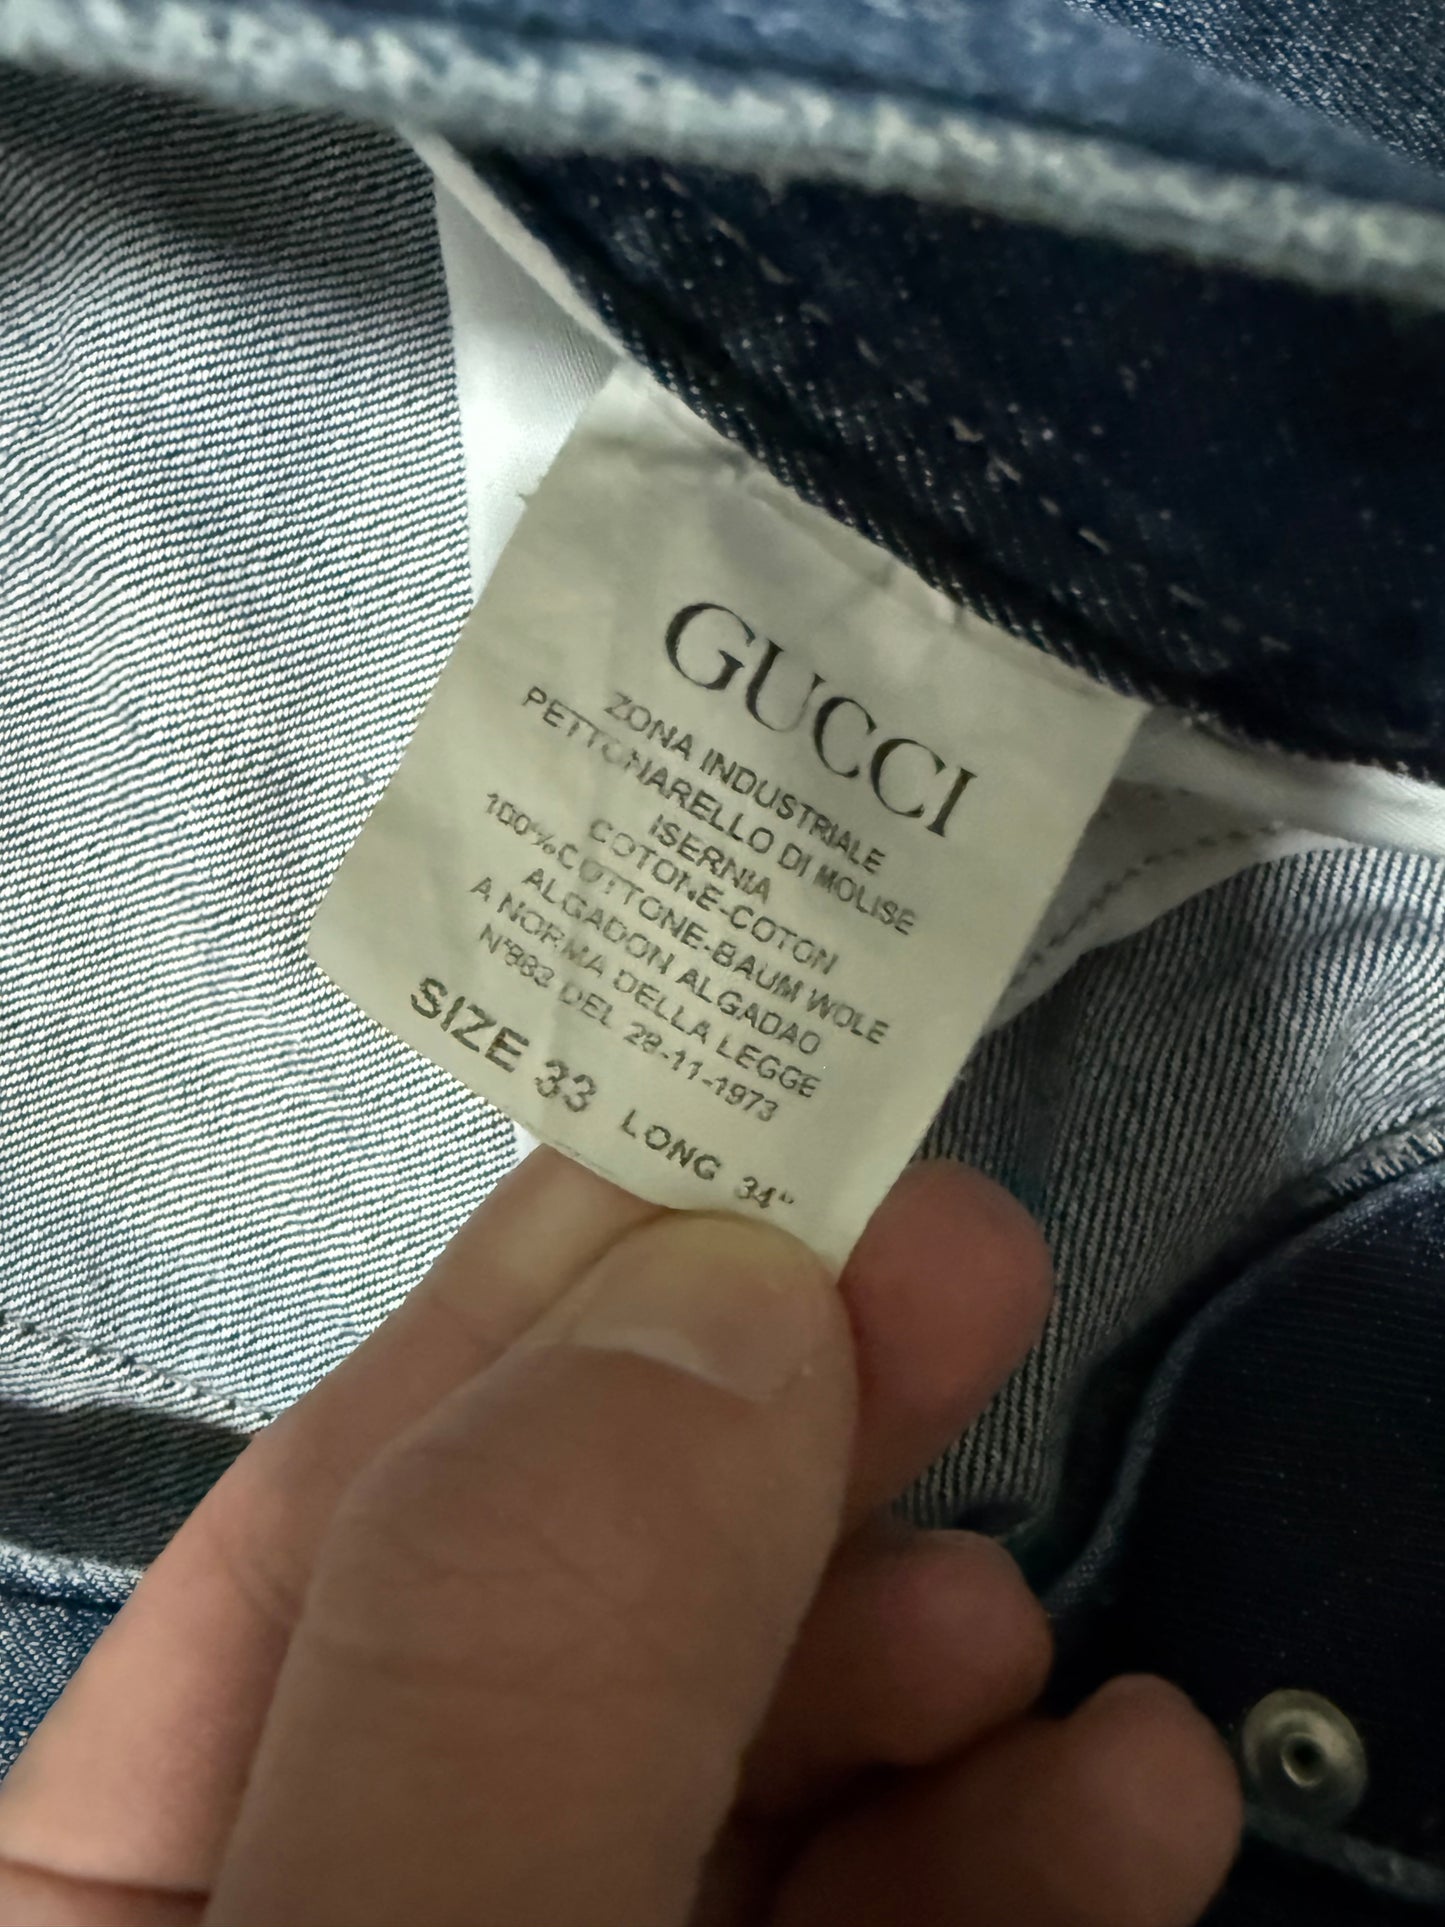 GUCCI
ZONA INDUSTRIALE
PETTONARELLO DI MOLISE
ISERNIA
COTONE-COTON
100%COTTONE-BAUM WOLE
ALGADON ALGADAO
A NORMA DELLA LEGGE
N°883 DEL 28-11-1973
SIZE 33 LONG 34"